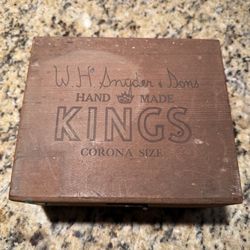 W. H. Snyder & Sons
HAND MADE
KINGS
CORONA SIZE